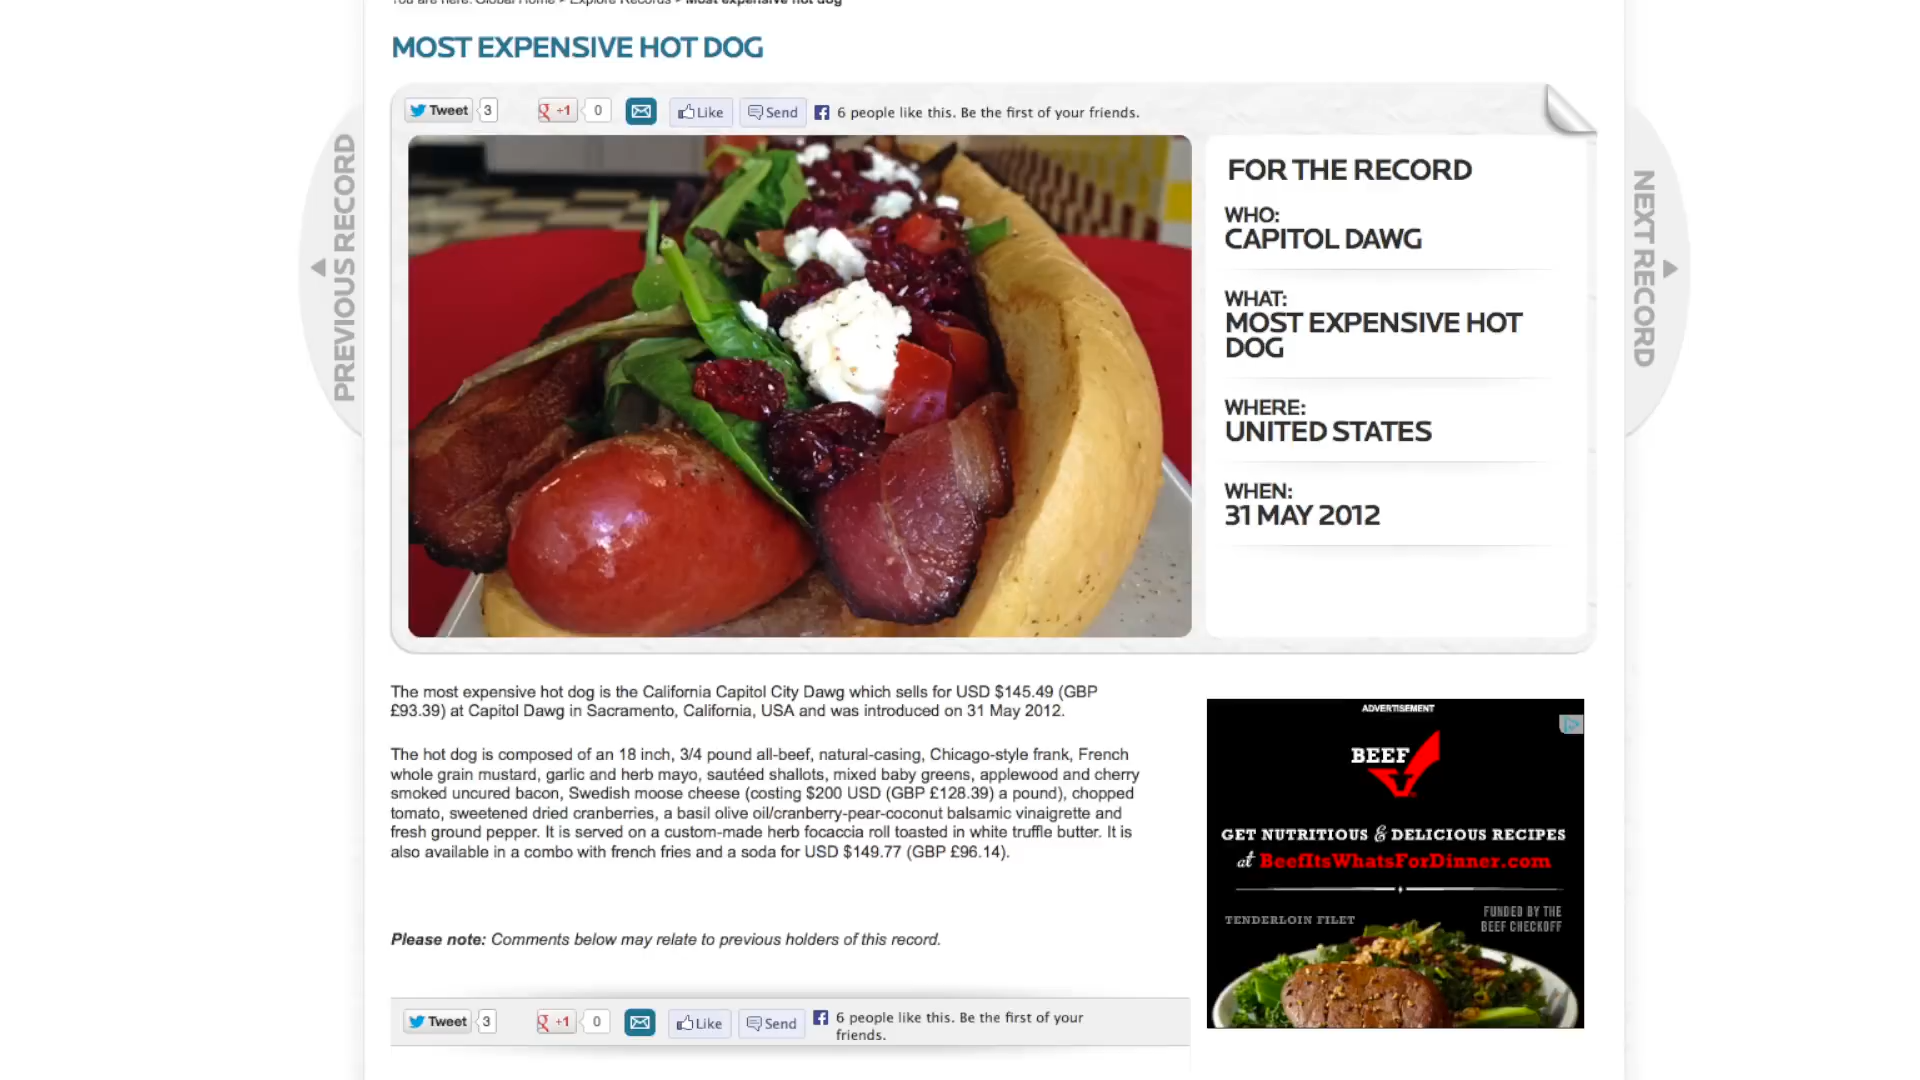 You are here: Global Home > Explore Records > Most expensive hot dog
MOST EXPENSIVE HOT DOG
Tweet 3 +1 0 Like Send 6 people like this. Be the first of your friends.
PREVIOUS RECORD
FOR THE RECORD
WHO:
CAPITOL DAWG
WHAT:
MOST EXPENSIVE HOT
DOG
WHERE:
UNITED STATES
WHEN:
31 MAY 2012
NEXT RECORD
The most expensive hot dog is the California Capitol City Dawg which sells for USD $145.49 (GBP
£93.39) at Capitol Dawg in Sacramento, California, USA and was introduced on 31 May 2012.
The hot dog is composed of an 18 inch, 3/4 pound all-beef, natural-casing, Chicago-style frank, French
whole grain mustard, garlic and herb mayo, sautéed shallots, mixed baby greens, applewood and cherry
smoked uncured bacon, Swedish moose cheese (costing $200 USD (GBP £128.39) a pound), chopped
tomato, sweetened dried cranberries, a basil olive oil/cranberry-pear-coconut balsamic vinaigrette and
fresh ground pepper. It is served on a custom-made herb focaccia roll toasted in white truffle butter. It is
also available in a combo with french fries and a soda for USD $149.77 (GBP £96.14).
Please note: Comments below may relate to previous holders of this record.
Tweet 3 +1 0 Like Send 6 people like this. Be the first of your
friends.
ADVERTISEMENT
BEEF
GET NUTRITIOUS & DELICIOUS RECIPES
at BeefItsWhatsForDinner.com
TENDERLOIN FILET
FUNDED BY THE
BEEF CHECKOFF